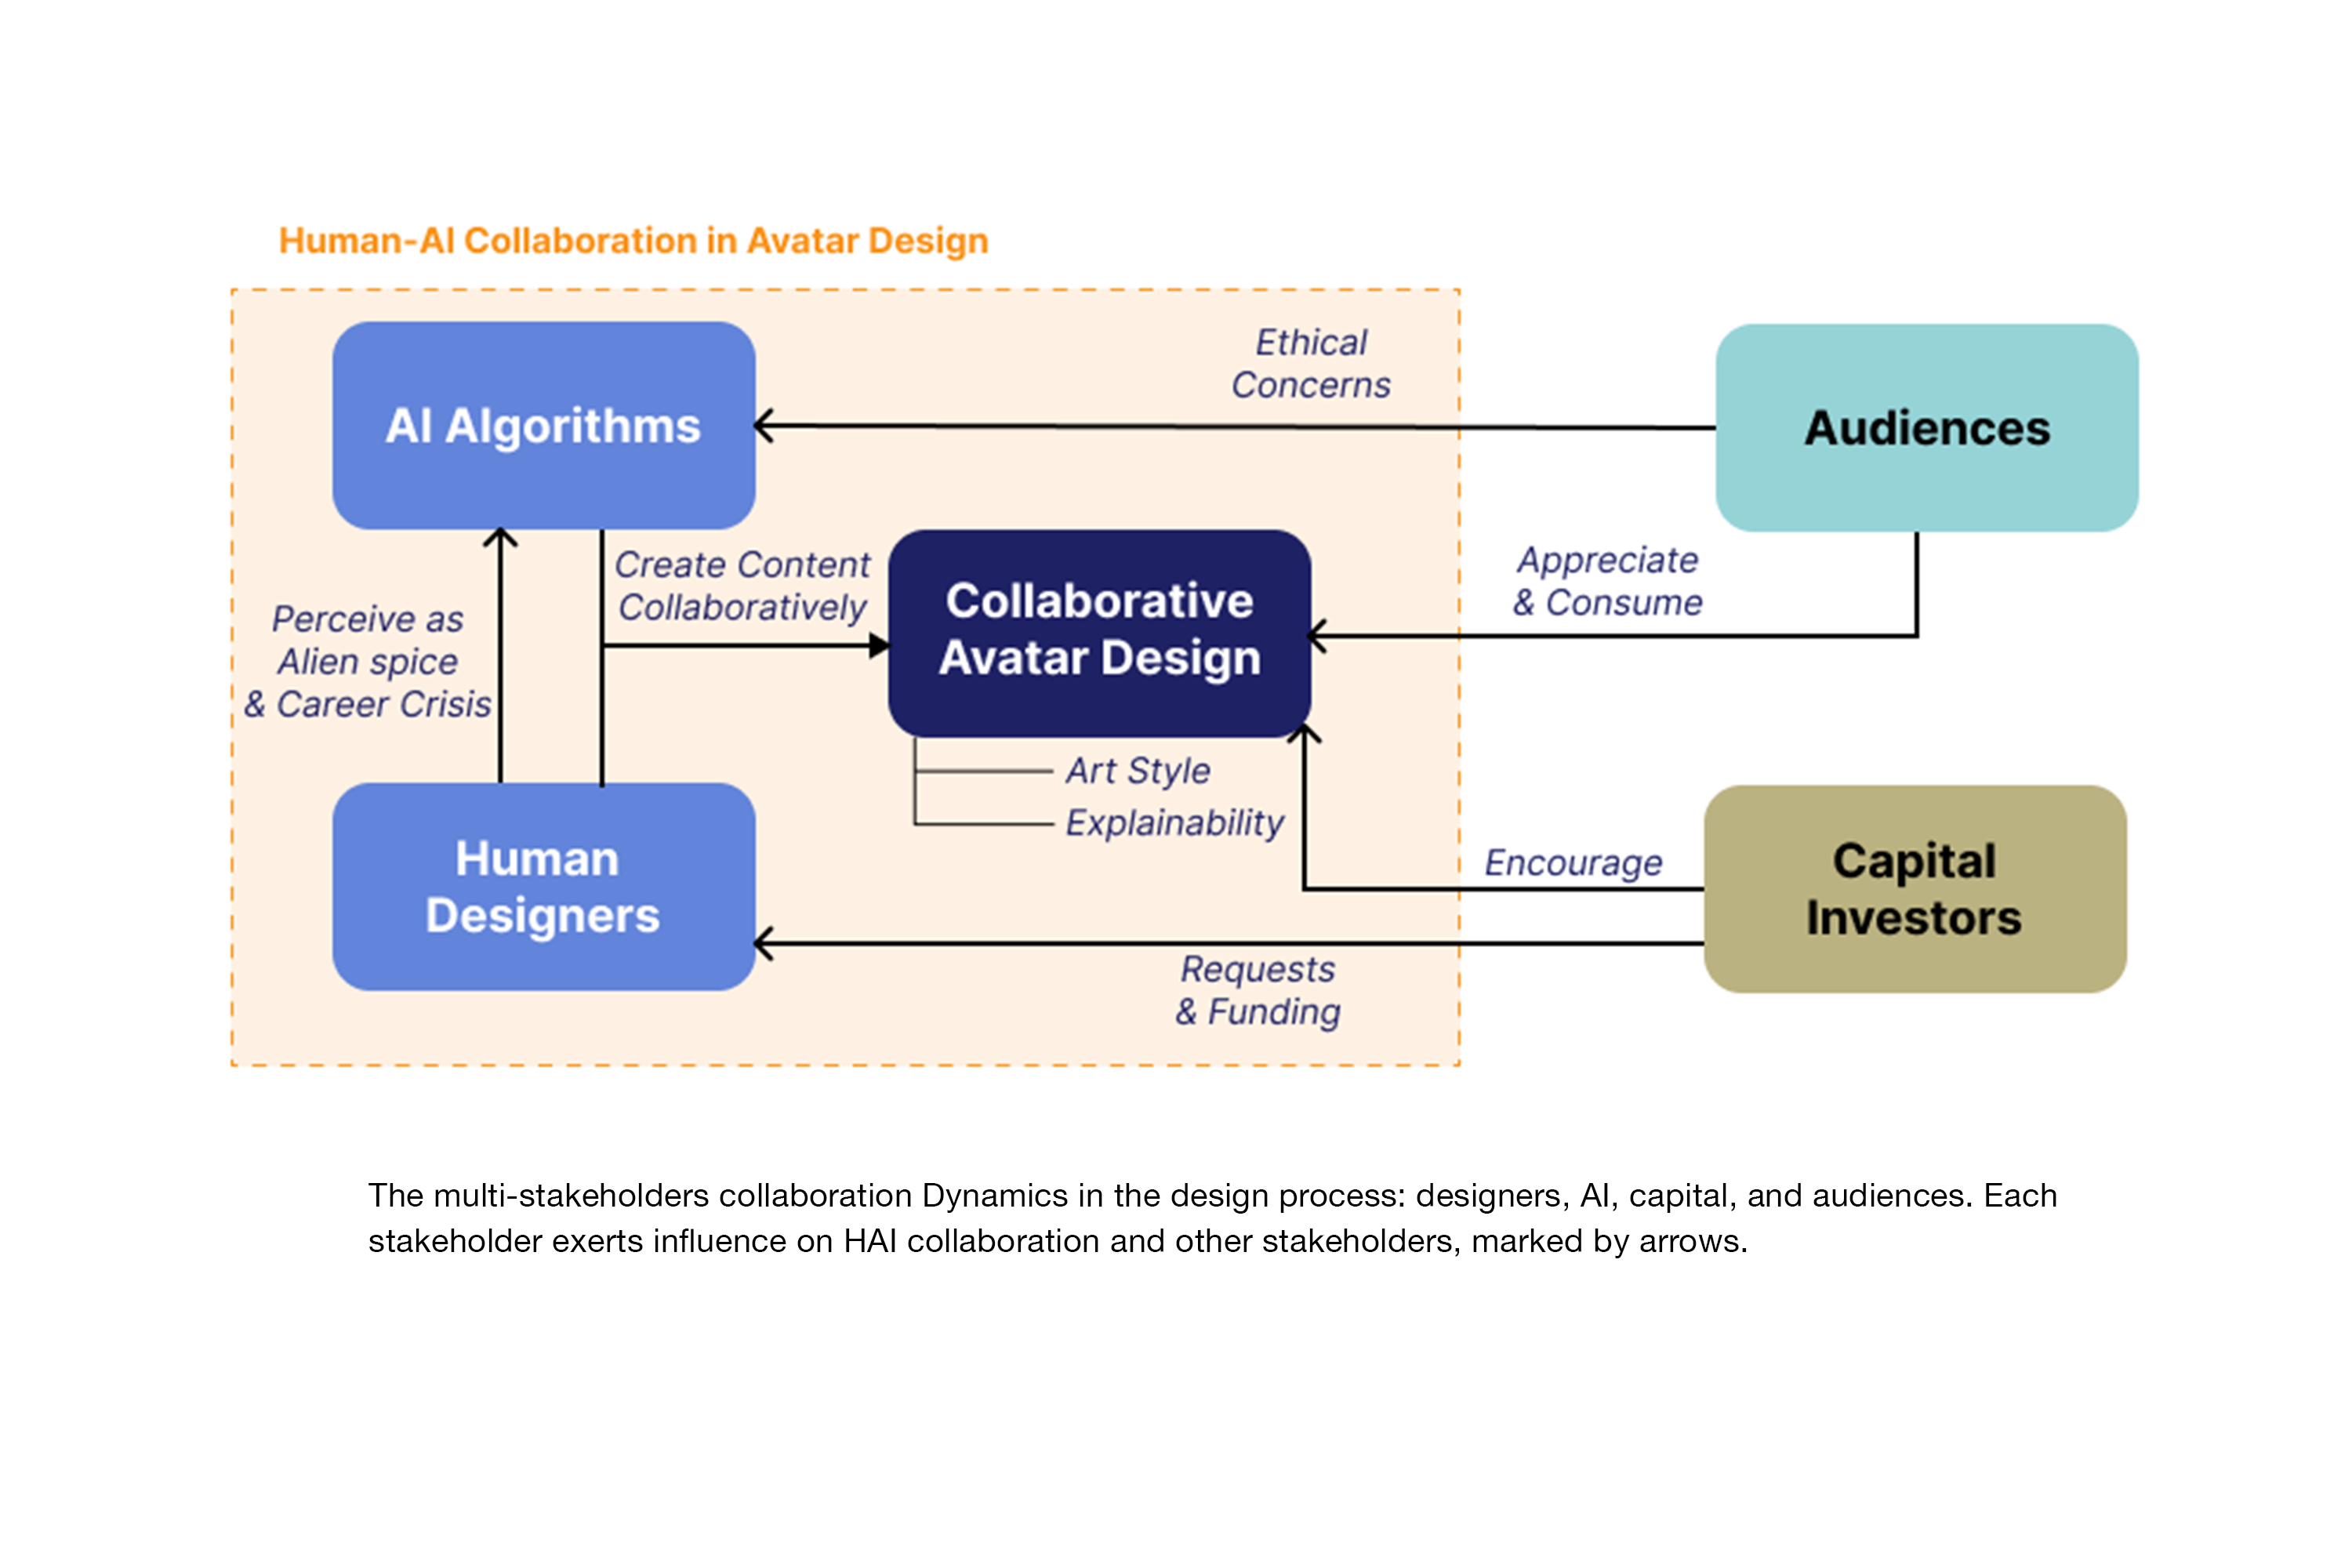 Human-AI Collaboration in Avatar Design
AI Algorithms
Ethical
Concerns
Audiences
Create Content
Collaboratively
Collaborative
Avatar Design
Appreciate
& Consume
Perceive as
Alien spice
& Career Crisis
Art Style
Explainability
Human
Designers
Encourage
Capital
Investors
Requests
& Funding
The multi-stakeholders collaboration Dynamics in the design process: designers, AI, capital, and audiences. Each
stakeholder exerts influence on HAI collaboration and other stakeholders, marked by arrows.